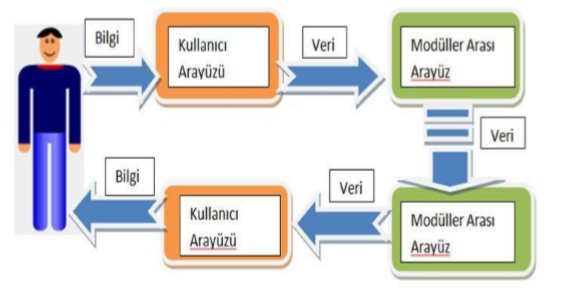 Bilgi
Kullanıcı
Arayüzü
Veri
Modüller Arası
Arayüz
Veri
Modüller Arası
Arayüz
Veri
Kullanıcı
Arayüzü
Bilgi